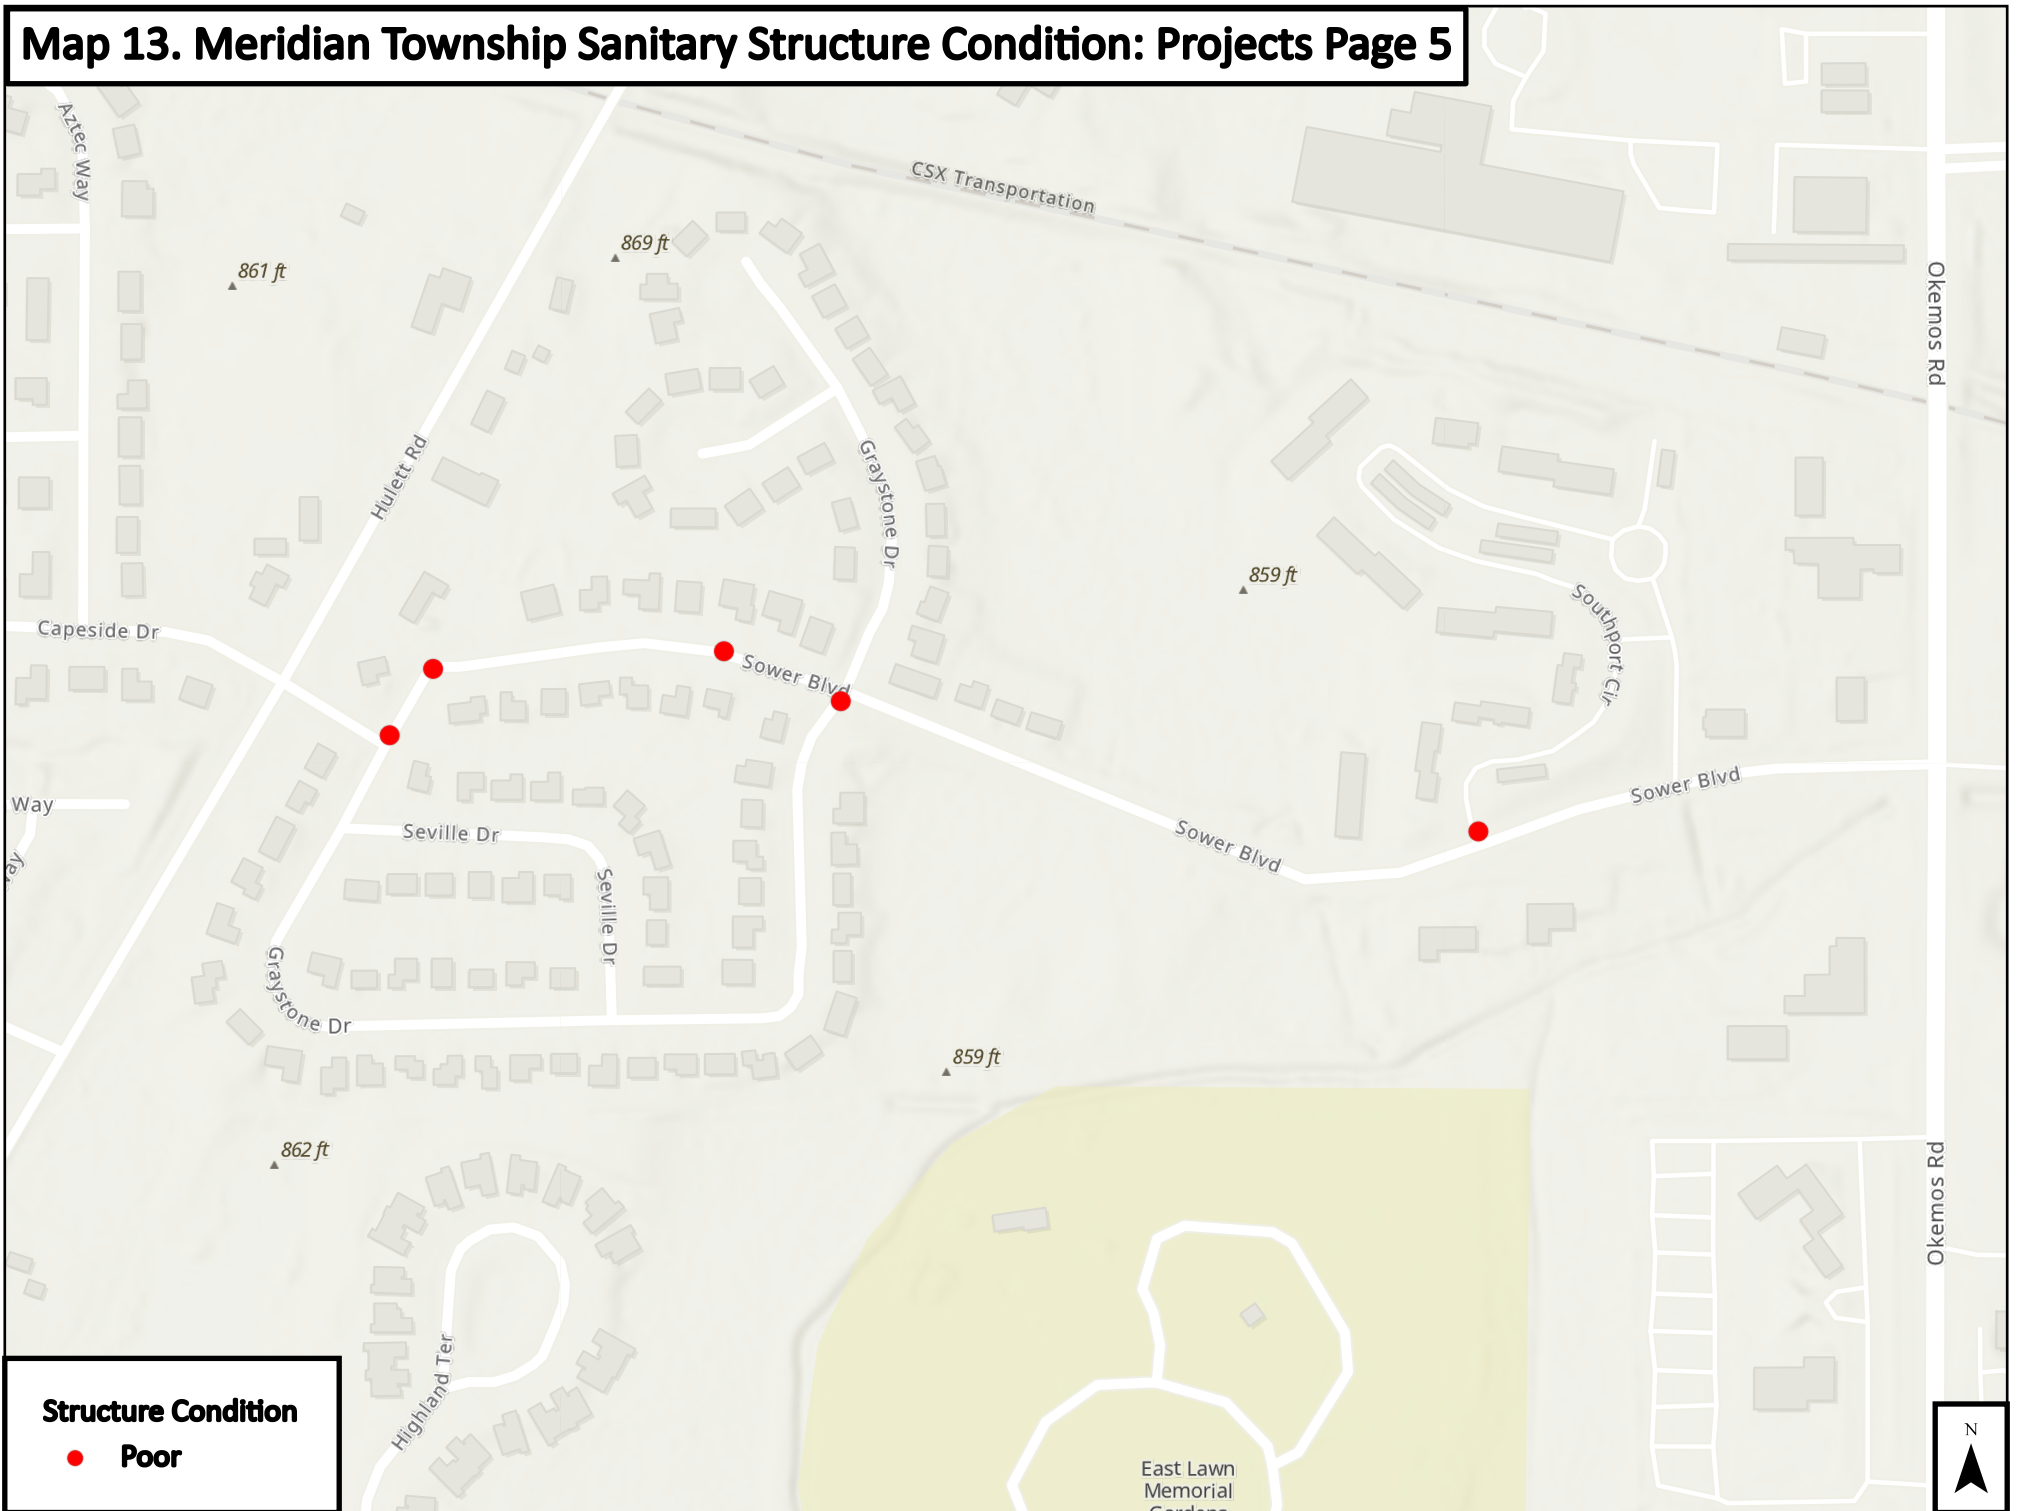 Map 13. Meridian Township Sanitary Structure Condition: Projects Page 5
Aztec Way
CSX Transportation
869 ft
861 ft
Okemos Rd
Hulett Rd
Graystone Dr
859 ft
Southport Cir
Capeside Dr
Sower Blvd
Sower Blvd
Way
Seville Dr
Sower Blvd
Seville Dr
Graystone Dr
859 ft
862 ft
Okemos Rd
Highland Ter
East Lawn
Memorial
Gardens
Structure Condition
Poor
N